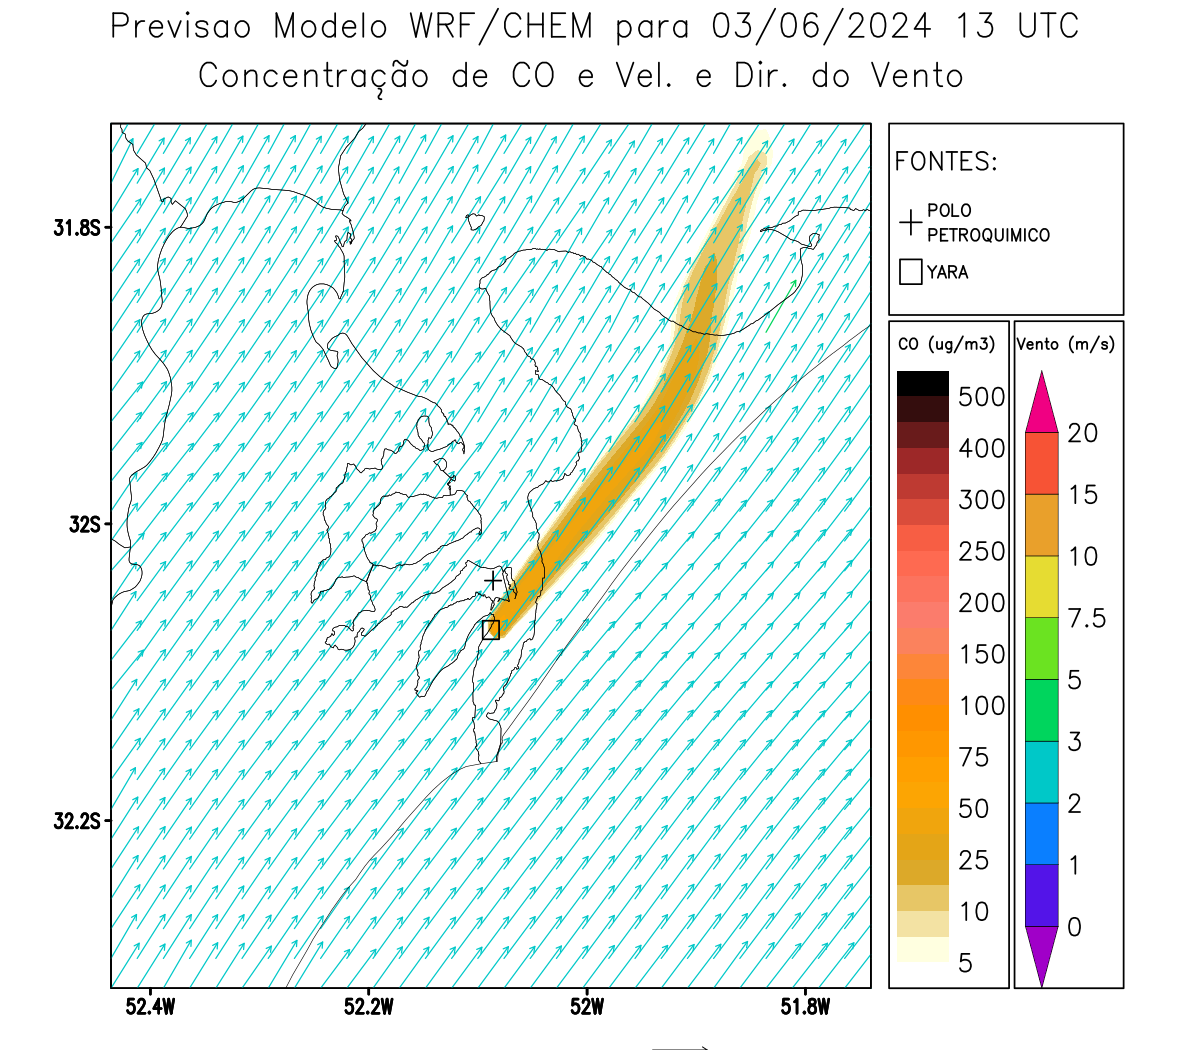 Previsao Modelo WRF/CHEM para 03/06/2024 13 UTC
Concentração de CO e Vel. e Dir. do Vento
FONTES:
POLO
PETROQUIMICO
YARA
CO (ug/m3)
500
400
300
250
200
150
100
75
50
25
10
5
Vento (m/s)
20
15
10
7.5
5
3
2
1
0
31.8S
32S
32.2S
52.4W
52.2W
52W
51.8W